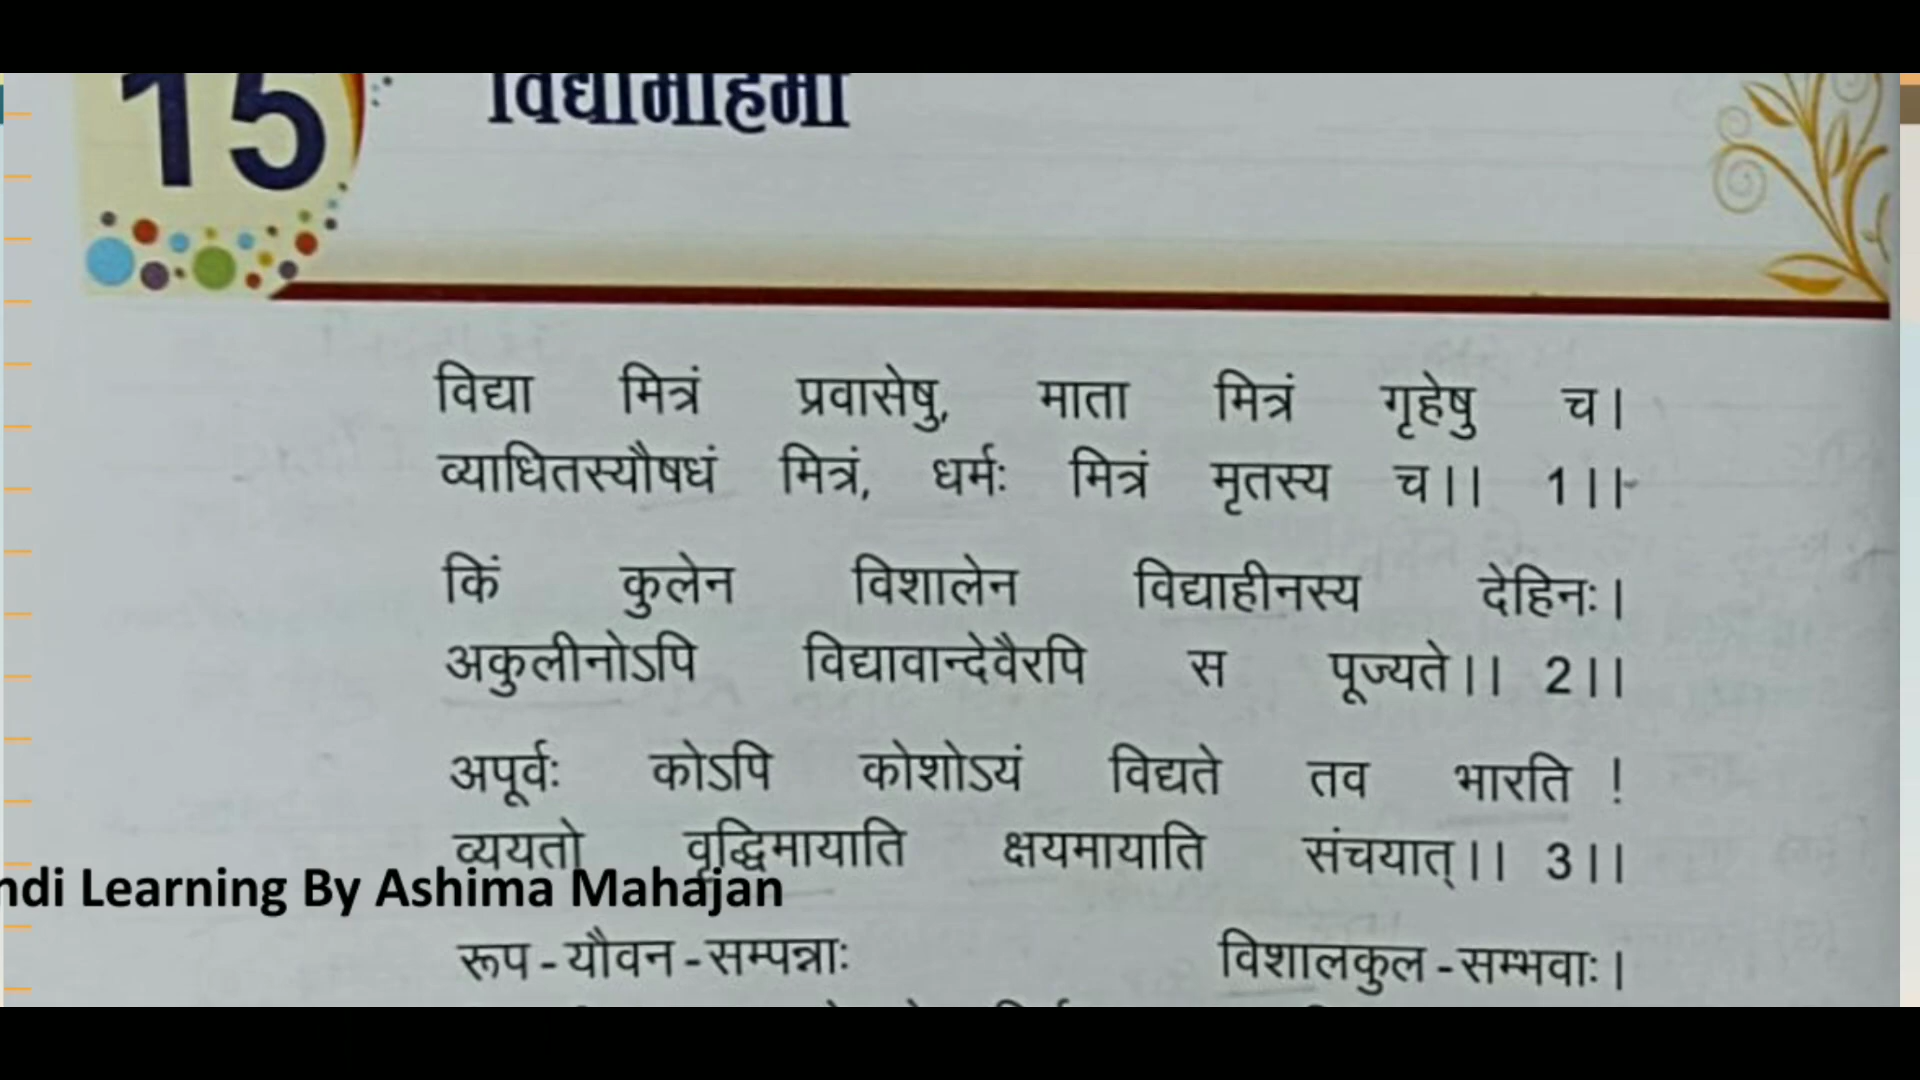 15
विद्यामहिमा
विद्या मित्रं प्रवासेषु, माता मित्रं गृहेषु च।
व्याधितस्यौषधं मित्रं, धर्मः मित्रं मृतस्य च।। 1।।
किं कुलेन विशालेन विद्याहीनस्य देहिनः।
अकुलीनोऽपि विद्यावान्देवैरपि स पूज्यते।। 2।।
अपूर्वः कोऽपि कोशोऽयं विद्यते तव भारति !
व्ययतो वृद्धिमायाति क्षयमायाति संचयात्।। 3।।
ndi Learning By Ashima Mahajan
रूप-यौवन-सम्पन्नाः विशालकुल-सम्भवाः।